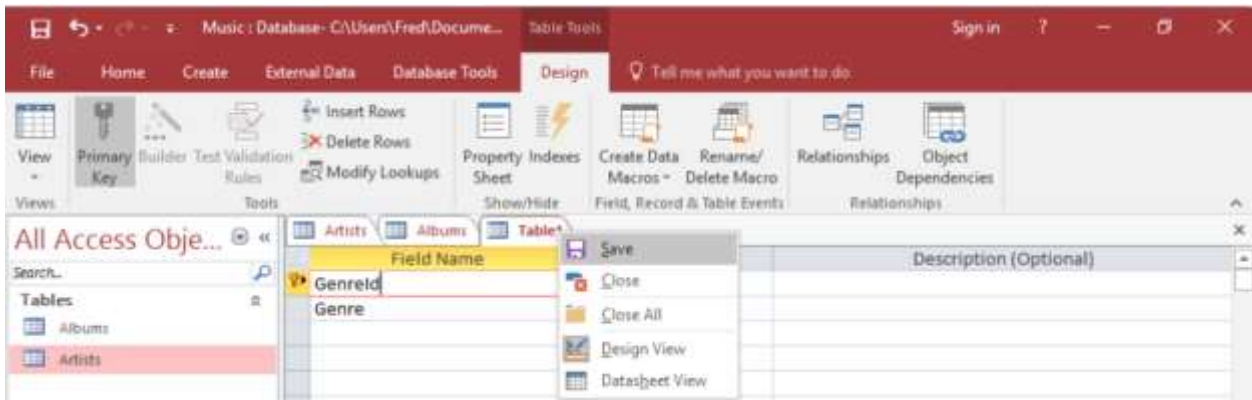 Music : Database- C:\Users\Fred\Docume... Table Tools Sign in ?
File Home Create External Data Database Tools Design Tell me what you want to do
View Primary Key Builder Test Validation Rules Insert Rows Delete Rows Modify Lookups Property Sheet Indexes Create Data Macros Rename/ Delete Macro Relationships Object Dependencies
Views Tools Show/Hide Field, Record & Table Events Relationships
All Access Obje... « Artists Albums Table1
Search...
Tables
Albums
Artists
Field Name Description (Optional)
GenreId
Genre
Save
Close
Close All
Design View
Datasheet View